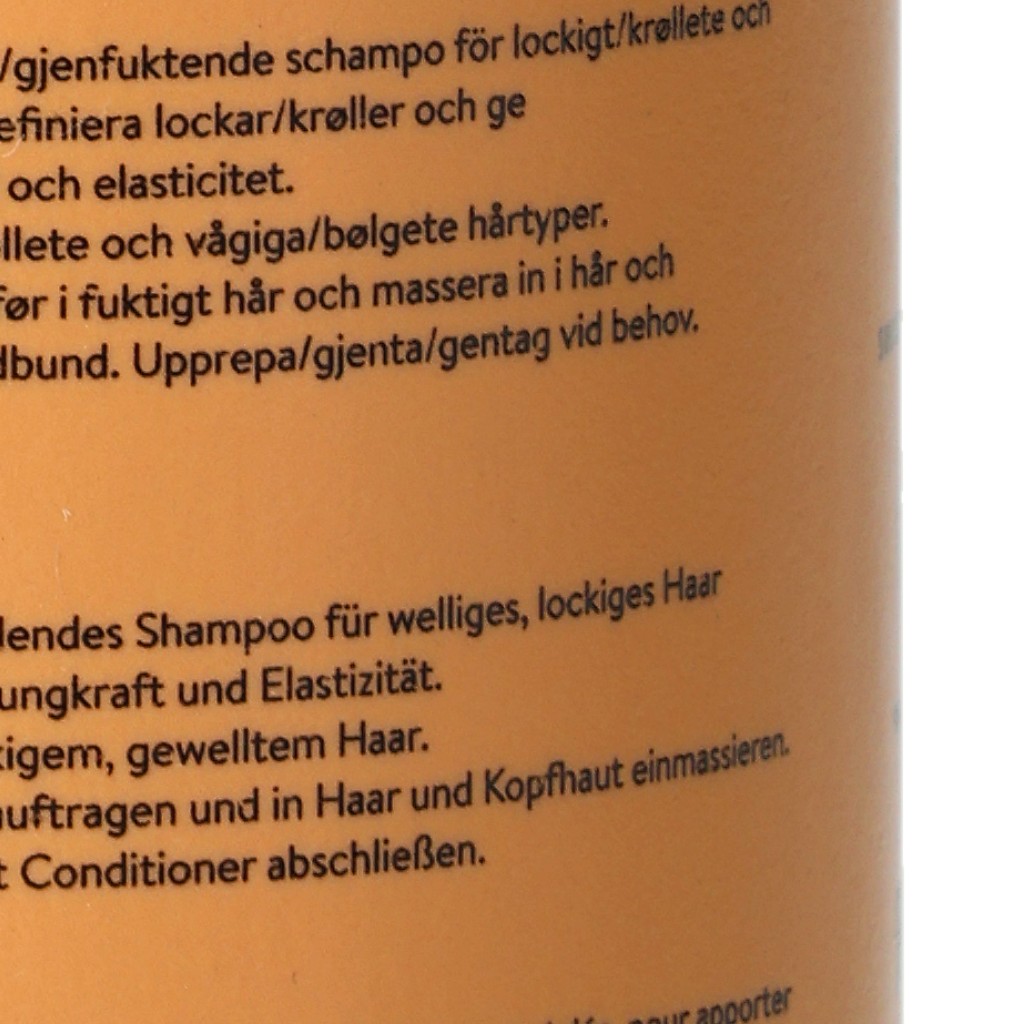 /gjenfuktende schampo för lockigt/krøllete och
efiniera lockar/krøller och ge
och elasticitet.
llete och vågiga/bølgete hårtyper.
før i fuktigt hår och massera in i hår och
dbund. Upprepa/gjenta/gentag vid behov.
lendes Shampoo für welliges, lockiges Haar
ungkraft und Elastizität.
kigem, gewelltem Haar.
auftragen und in Haar und Kopfhaut einmassieren.
t Conditioner abschließen.
pour apporter